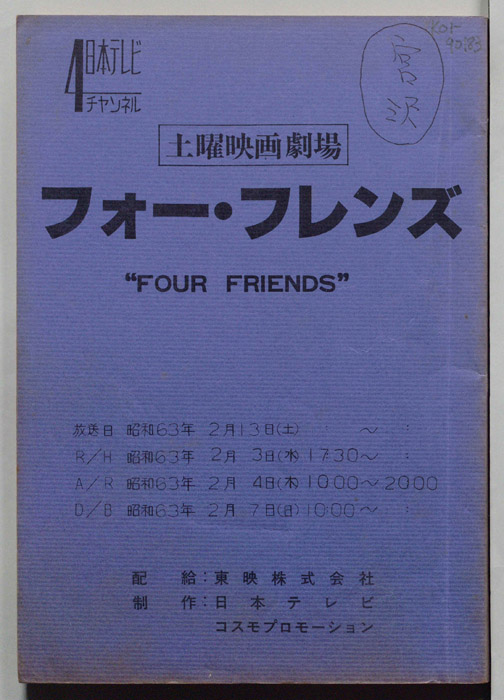 4日本テレビ
チャンネル
宮沢
土曜映画劇場
フォー・フレンズ
“FOUR FRIENDS”
放送日 昭和63年 2月13日(土) : ～ :
R/H 昭和63年 2月 3日(水) 17:30～ :
A/R 昭和63年 2月 4日(木) 10:00～20:00
D/B 昭和63年 2月 7日(日) 10:00～ :
配 給:東映株式会社
制 作:日本テレビ
コスモプロモーション